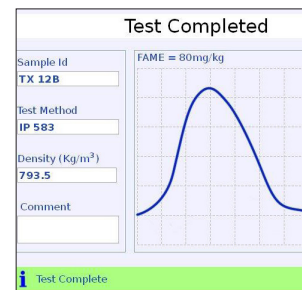 Test Completed
Sample Id
TX 12B
Test Method
IP 583
Density (Kg/m³)
793.5
Comment
FAME = 80mg/kg
i Test Complete